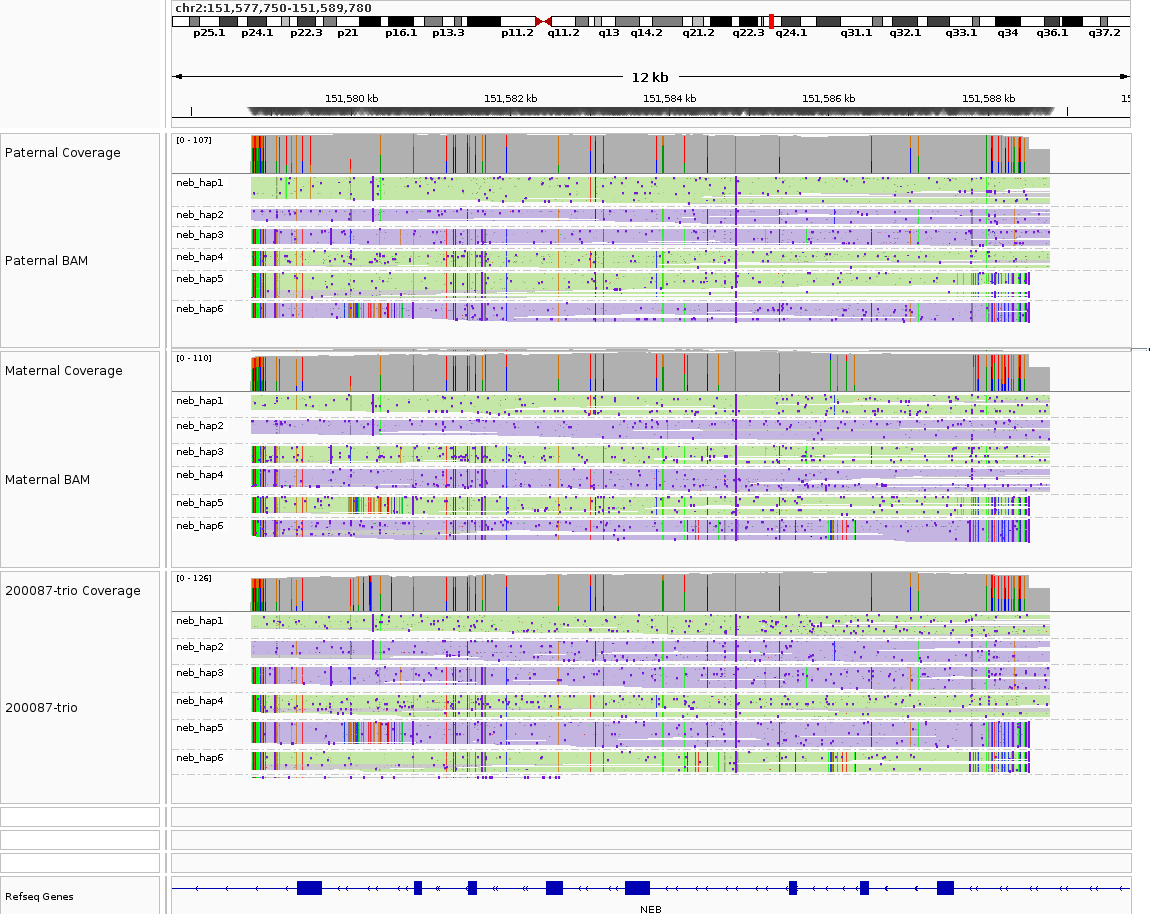 chr2:151,577,750-151,589,780
p25.1 p24.1 p22.3 p21 p16.1 p13.3 p11.2 q11.2 q13 q14.2 q21.2 q22.3 q24.1 q31.1 q32.1 q33.1 q34 q36.1 q37.2
12 kb
151,580 kb 151,582 kb 151,584 kb 151,586 kb 151,588 kb 15
Paternal Coverage
[0 - 107]
Paternal BAM
neb_hap1
neb_hap2
neb_hap3
neb_hap4
neb_hap5
neb_hap6
Maternal Coverage
[0 - 110]
Maternal BAM
neb_hap1
neb_hap2
neb_hap3
neb_hap4
neb_hap5
neb_hap6
200087-trio Coverage
[0 - 126]
200087-trio
neb_hap1
neb_hap2
neb_hap3
neb_hap4
neb_hap5
neb_hap6
Refseq Genes
NEB